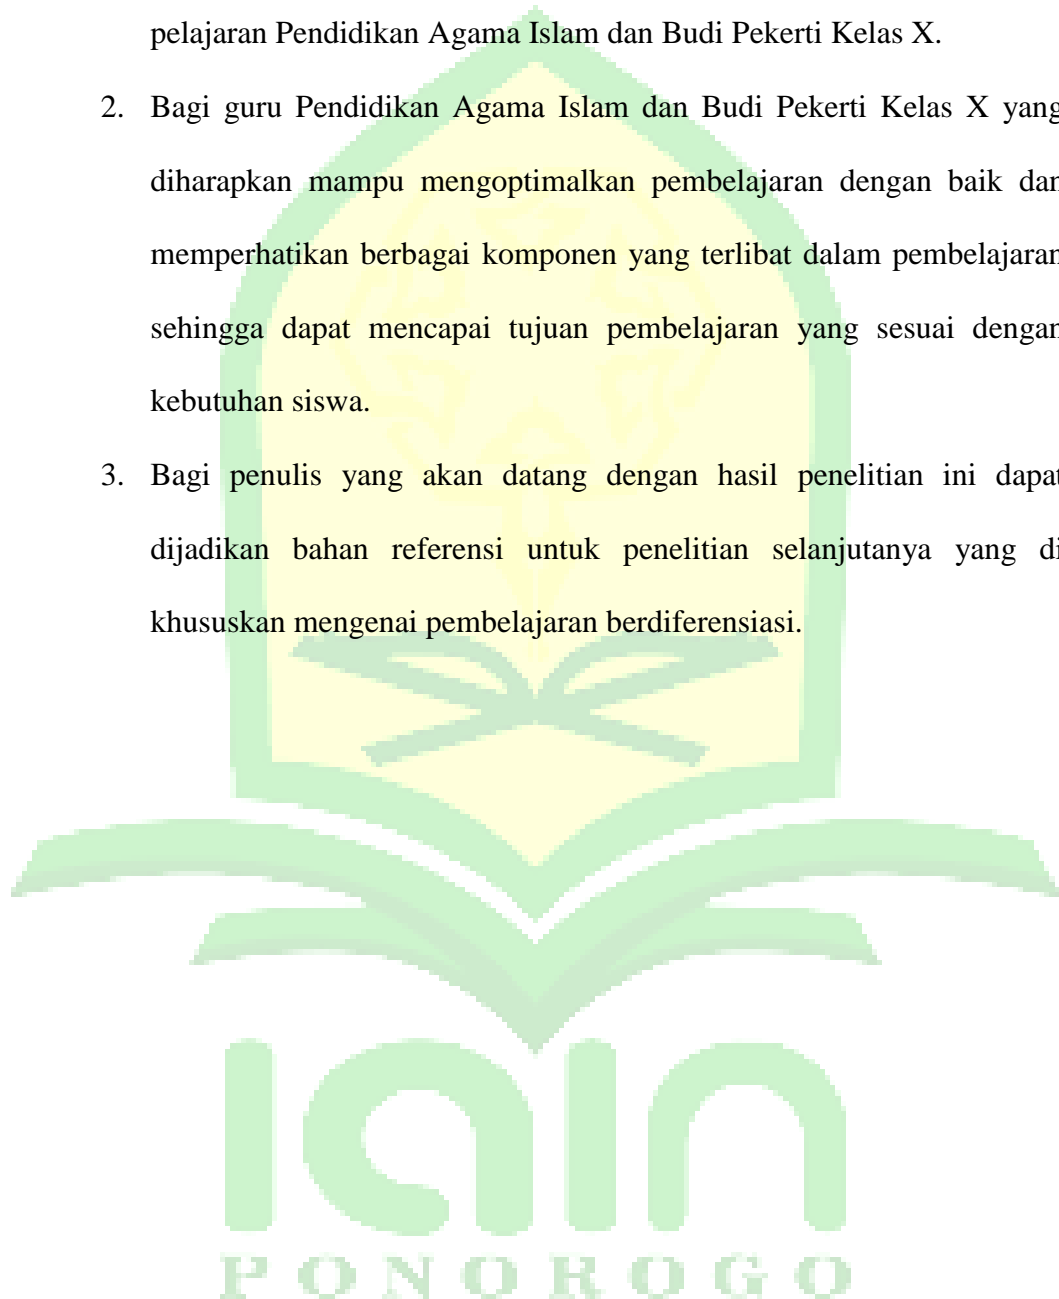 pelajaran Pendidikan Agama Islam dan Budi Pekerti Kelas X.
2. Bagi guru Pendidikan Agama Islam dan Budi Pekerti Kelas X yang
diharapkan mampu mengoptimalkan pembelajaran dengan baik dan
memperhatikan berbagai komponen yang terlibat dalam pembelajaran
sehingga dapat mencapai tujuan pembelajaran yang sesuai dengan
kebutuhan siswa.
3. Bagi penulis yang akan datang dengan hasil penelitian ini dapat
dijadikan bahan referensi untuk penelitian selanjutanya yang di
khususkan mengenai pembelajaran berdiferensiasi.
iain
PONOROGO